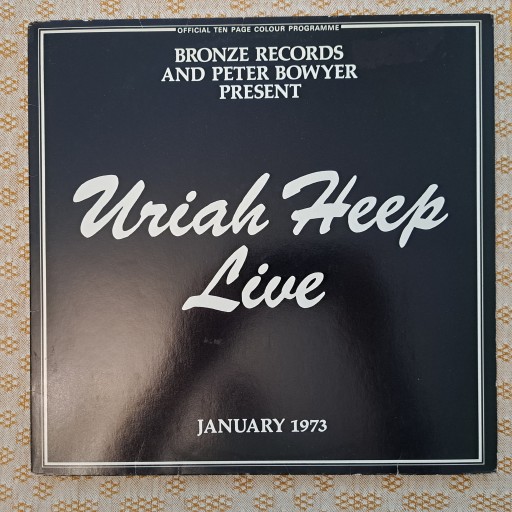 OFFICIAL TEN PAGE COLOUR PROGRAMME
BRONZE RECORDS
AND PETER BOWYER
PRESENT
Uriah Heep
Live
JANUARY 1973